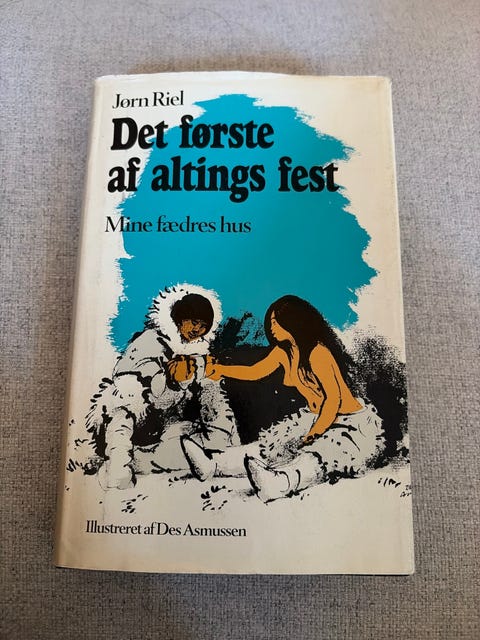 Jørn Riel
Det første
af altings fest
Mine fædres hus
Illustreret af Des Asmussen